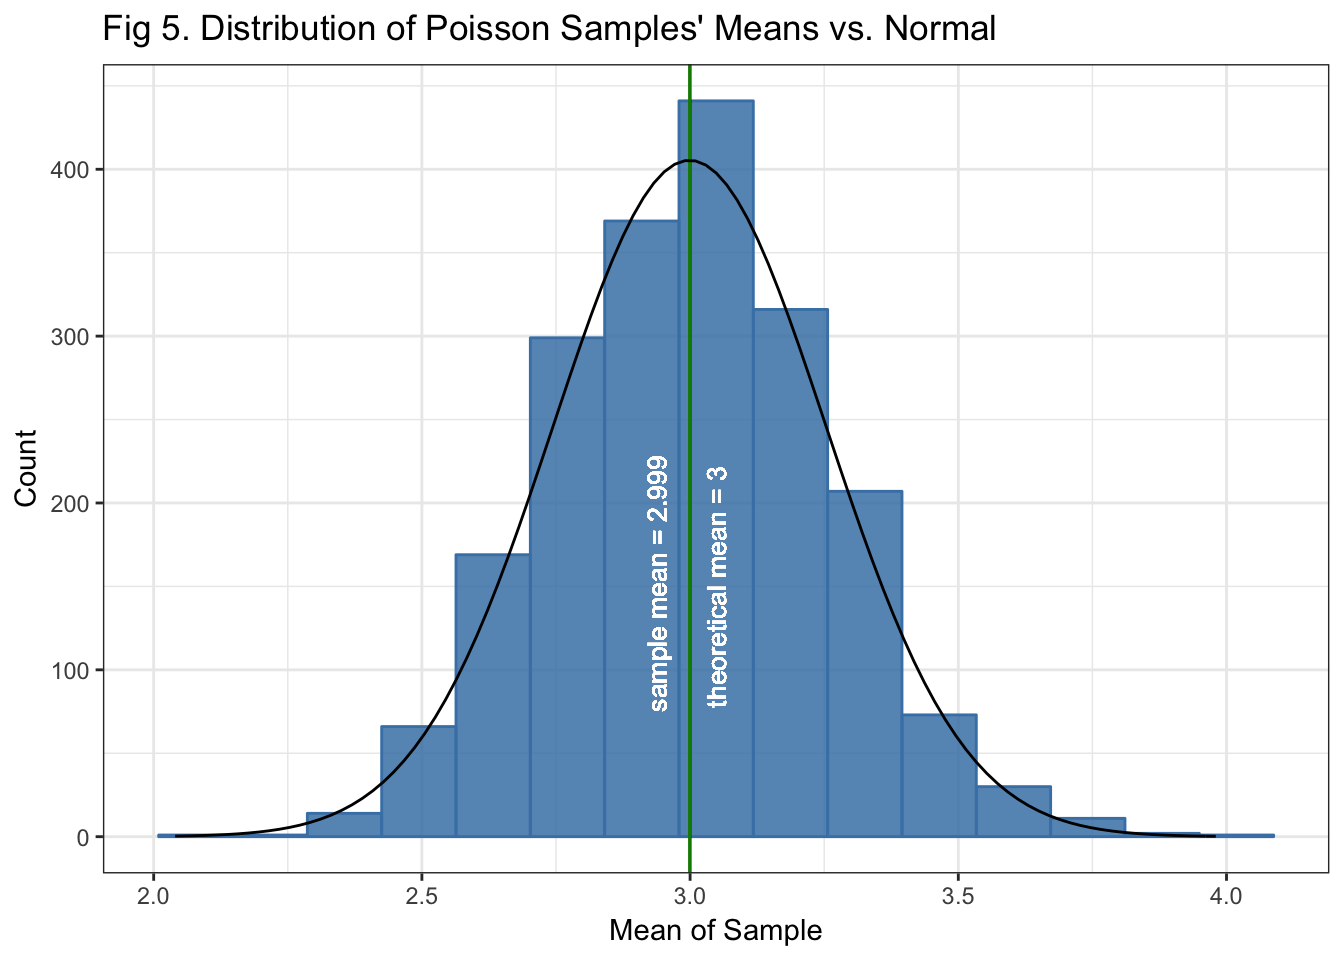 Fig 5. Distribution of Poisson Samples' Means vs. Normal
Count
400
300
200
100
0
sample mean = 2.999
theoretical mean = 3
2.0
2.5
3.0
3.5
4.0
Mean of Sample